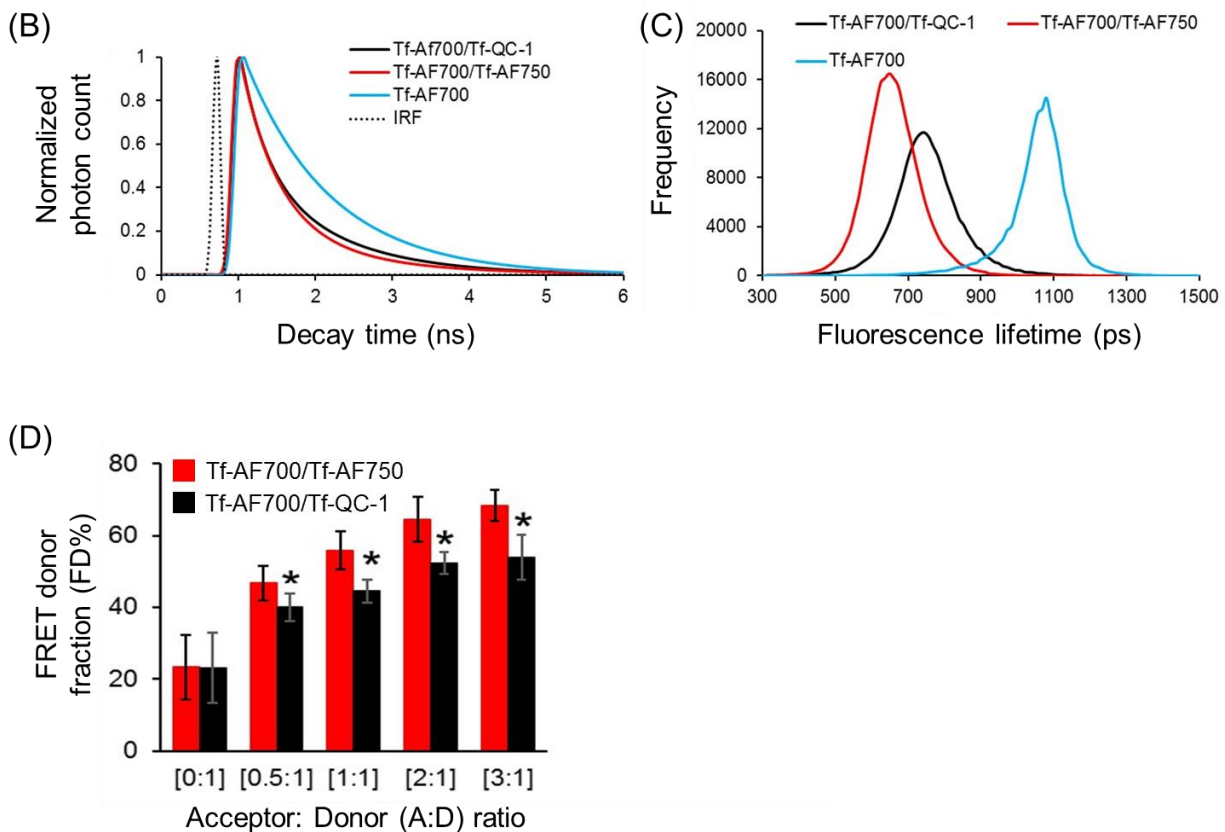 (B)
Normalized
photon count
1
0.8
0.6
0.4
0.2
0
0 1 2 3 4 5 6
Decay time (ns)
Tf-Af700/Tf-QC-1
Tf-AF700/Tf-AF750
Tf-AF700
IRF
(C)
Tf-AF700/Tf-QC-1 Tf-AF700/Tf-AF750
Tf-AF700
Frequency
20000
16000
12000
8000
4000
0
300 500 700 900 1100 1300 1500
Fluorescence lifetime (ps)
(D)
Tf-AF700/Tf-AF750
Tf-AF700/Tf-QC-1
FRET donor
fraction (FD%)
80
60
40
20
0
* * * *
[0:1] [0.5:1] [1:1] [2:1] [3:1]
Acceptor: Donor (A:D) ratio